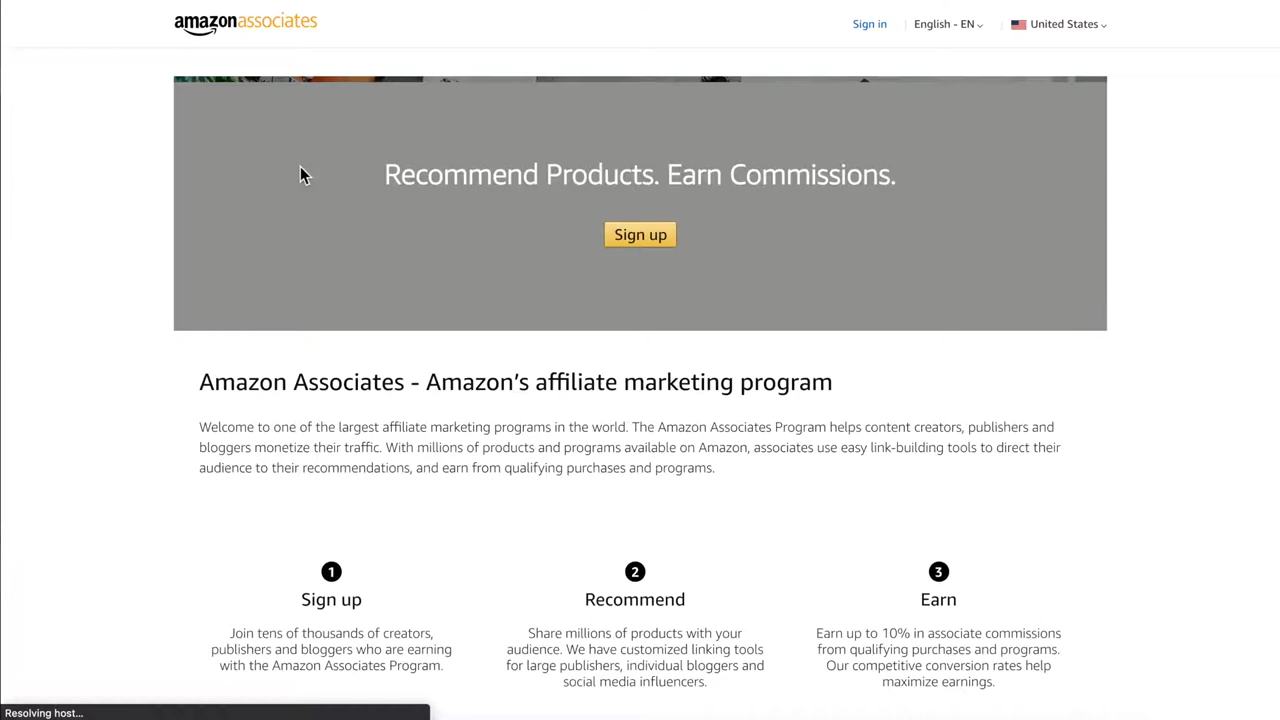 amazonassociates
Sign in
English - EN
United States
Recommend Products. Earn Commissions.
Sign up
Amazon Associates - Amazon’s affiliate marketing program
Welcome to one of the largest affiliate marketing programs in the world. The Amazon Associates Program helps content creators, publishers and
bloggers monetize their traffic. With millions of products and programs available on Amazon, associates use easy link-building tools to direct their
audience to their recommendations, and earn from qualifying purchases and programs.
1
Sign up
Join tens of thousands of creators,
publishers and bloggers who are earning
with the Amazon Associates Program.
2
Recommend
Share millions of products with your
audience. We have customized linking tools
for large publishers, individual bloggers and
social media influencers.
3
Earn
Earn up to 10% in associate commissions
from qualifying purchases and programs.
Our competitive conversion rates help
maximize earnings.
Resolving host...